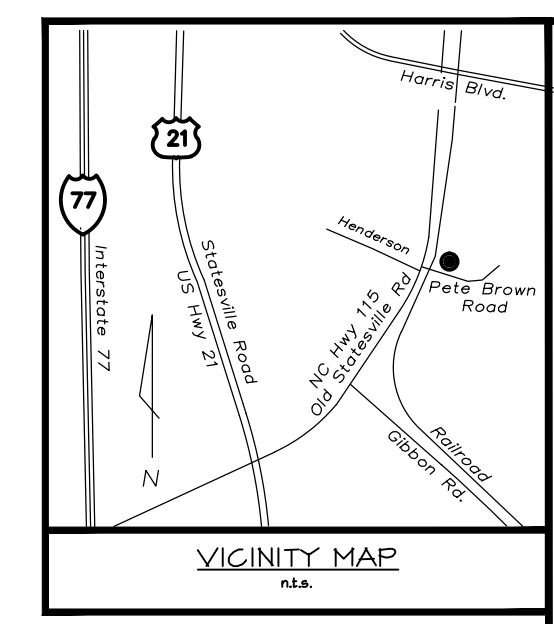 Harris Blvd.
21
77
Henderson
Interstate 77
Statesville Road
US Hwy 21
NC Hwy 115
Old Statesville Rd
Pete Brown
Road
Railroad
Gibbon Rd.
N
VICINITY MAP
n.t.s.